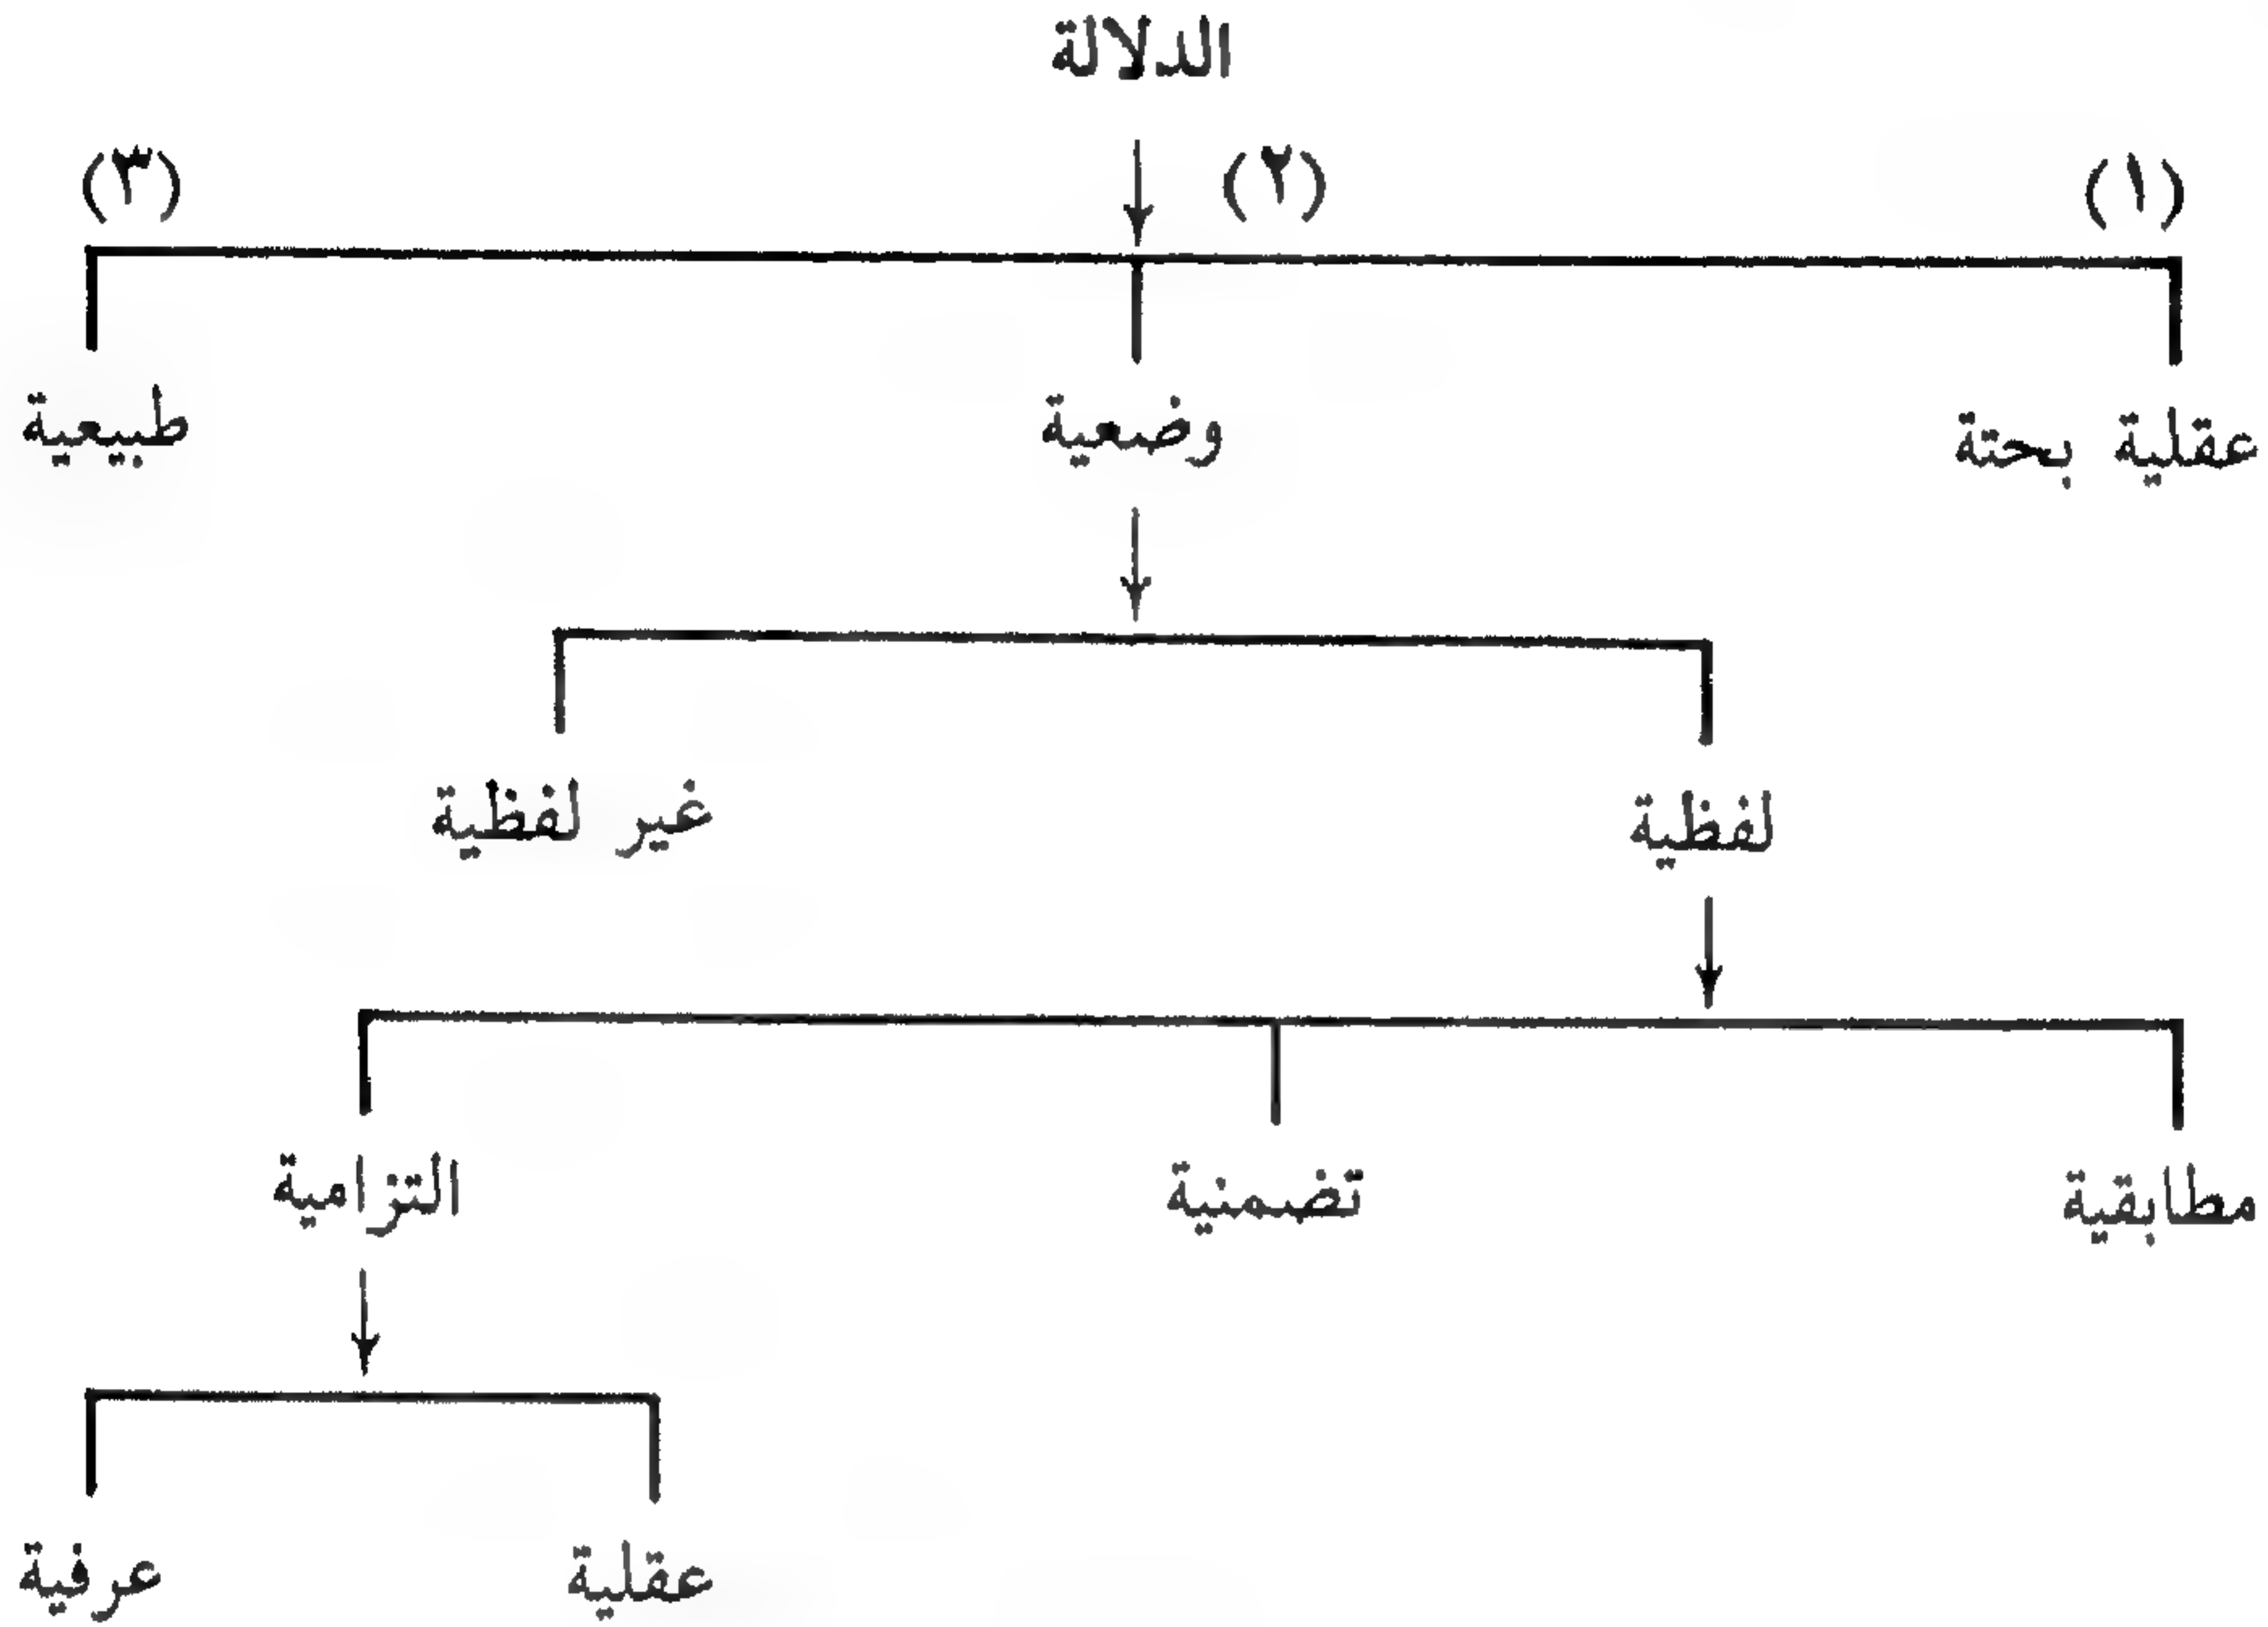 الدلالة
(١) (٢) (٣)
عقلية بحتة وضعية طبيعية
لفظية غير لفظية
مطابقية تضمنية التزامية
عقلية عرفية